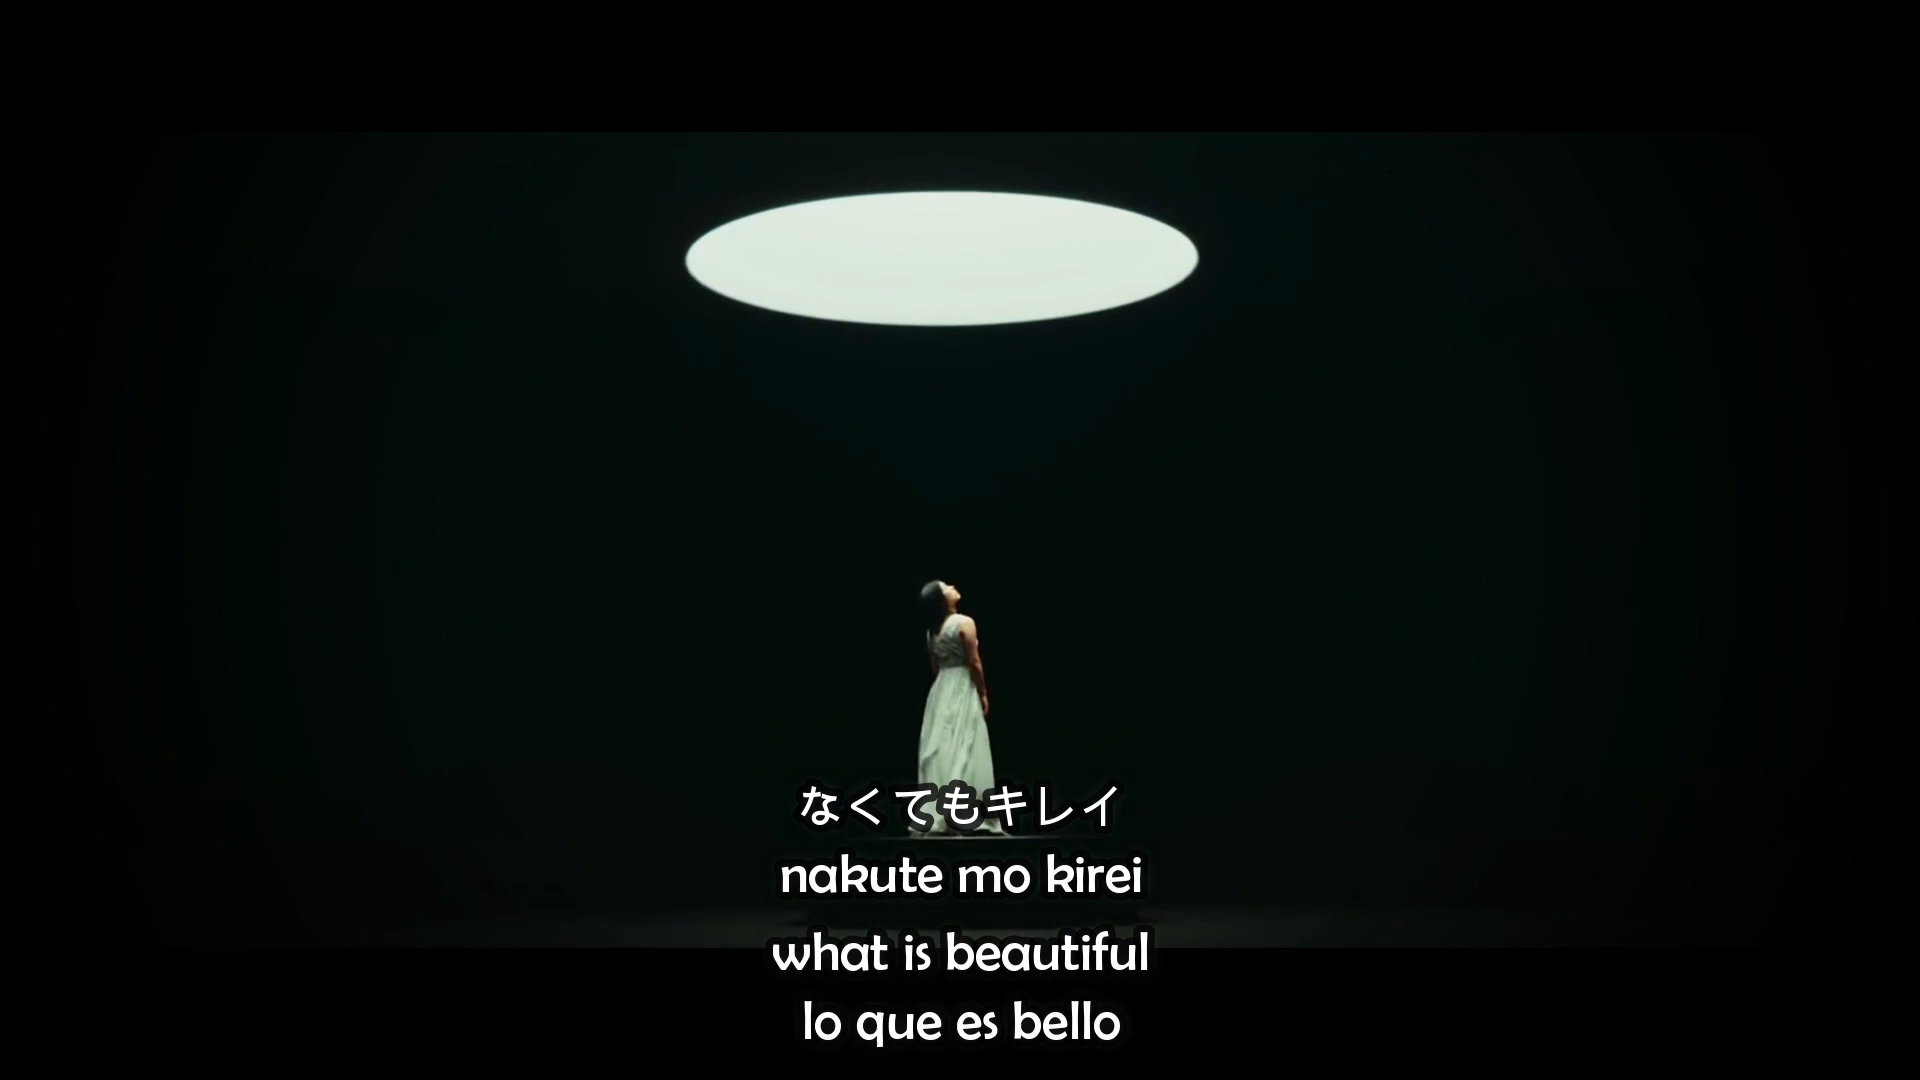 なくてもキレイ
nakute mo kirei
what is beautiful
lo que es bello